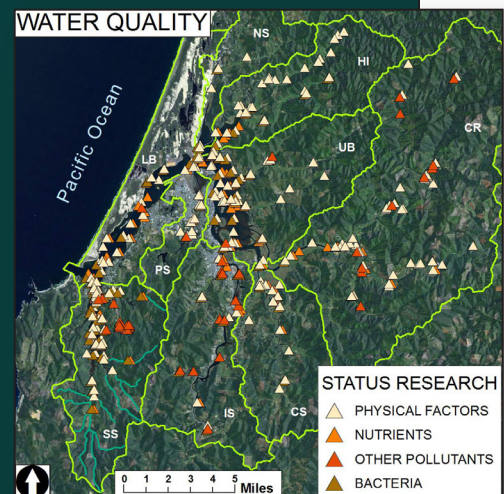 WATER QUALITY
NS
HI
CR
UB
LB
Pacific Ocean
PS
SS
IS
CS
STATUS RESEARCH
PHYSICAL FACTORS
NUTRIENTS
OTHER POLLUTANTS
BACTERIA
0 1 2 3 4 5
Miles